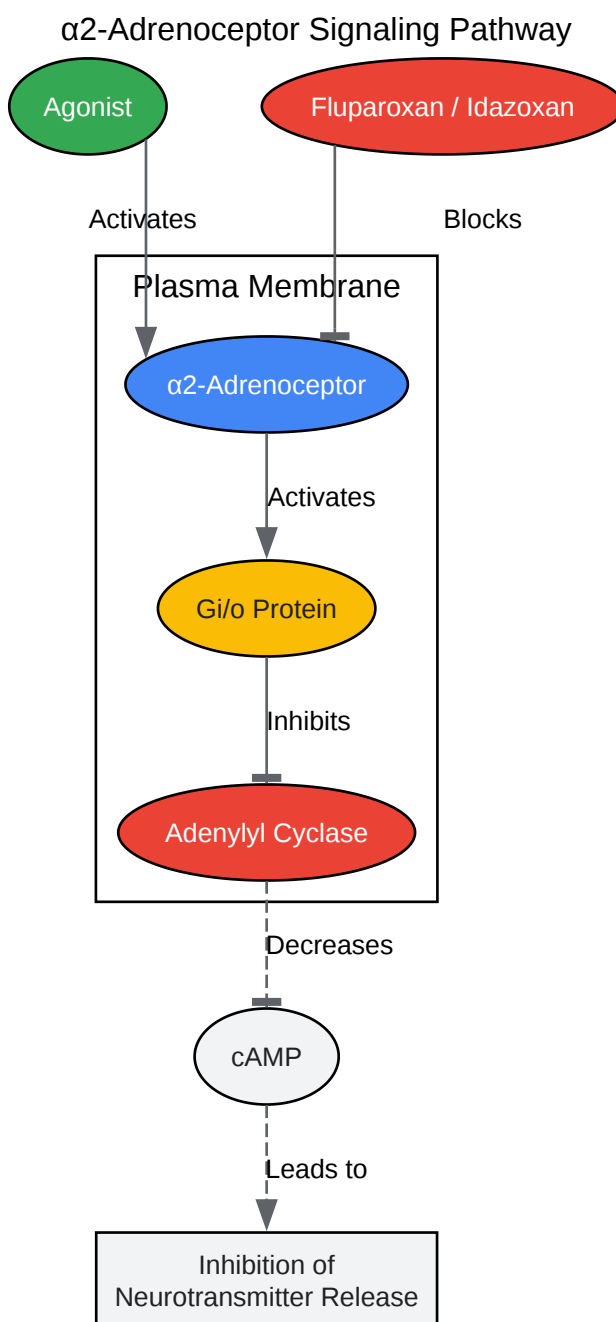 α2-Adrenoceptor Signaling Pathway
Agonist
Fluparoxan / Idazoxan
Activates
Blocks
Plasma Membrane
α2-Adrenoceptor
Activates
Gi/o Protein
Inhibits
Adenylyl Cyclase
Decreases
cAMP
Leads to
Inhibition of
Neurotransmitter Release